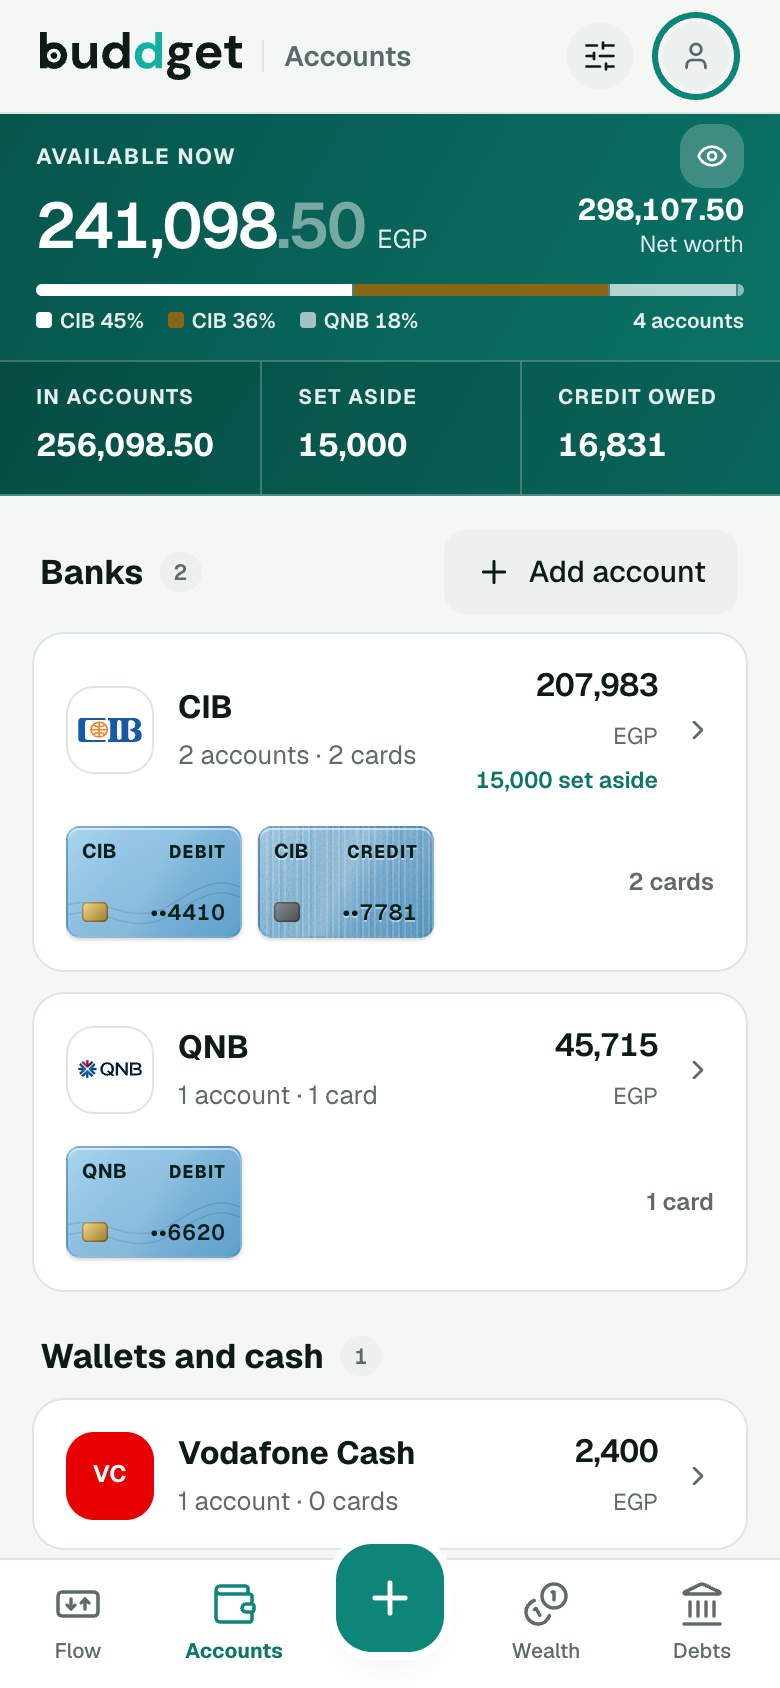 buddget
Accounts
AVAILABLE NOW
241,098.50 EGP
298,107.50
Net worth
CIB 45% CIB 36% QNB 18%
4 accounts
IN ACCOUNTS
256,098.50
SET ASIDE
15,000
CREDIT OWED
16,831
Banks 2
+ Add account
CIB
CIB
2 accounts · 2 cards
207,983
EGP
15,000 set aside
CIB DEBIT
••4410
CIB CREDIT
••7781
2 cards
QNB
QNB
1 account · 1 card
45,715
EGP
QNB DEBIT
••6620
1 card
Wallets and cash 1
VC
Vodafone Cash
1 account · 0 cards
2,400
EGP
Flow
Accounts
Wealth
Debts